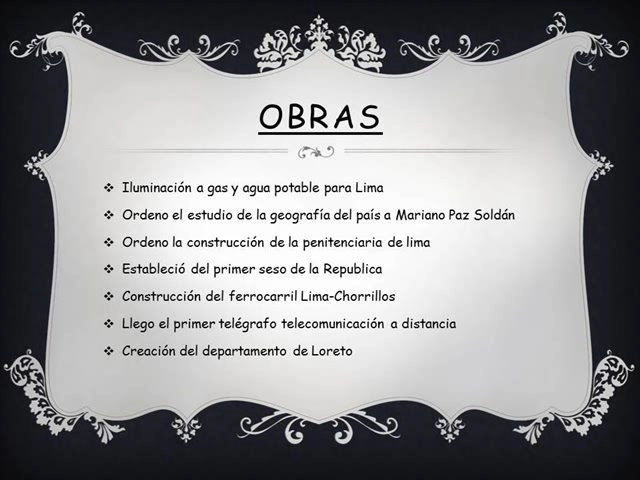 OBRAS
❖ Iluminación a gas y agua potable para Lima
❖ Ordeno el estudio de la geografía del país a Mariano Paz Soldán
❖ Ordeno la construcción de la penitenciaria de lima
❖ Estableció del primer seso de la Republica
❖ Construcción del ferrocarril Lima-Chorrillos
❖ Llego el primer telégrafo telecomunicación a distancia
❖ Creación del departamento de Loreto